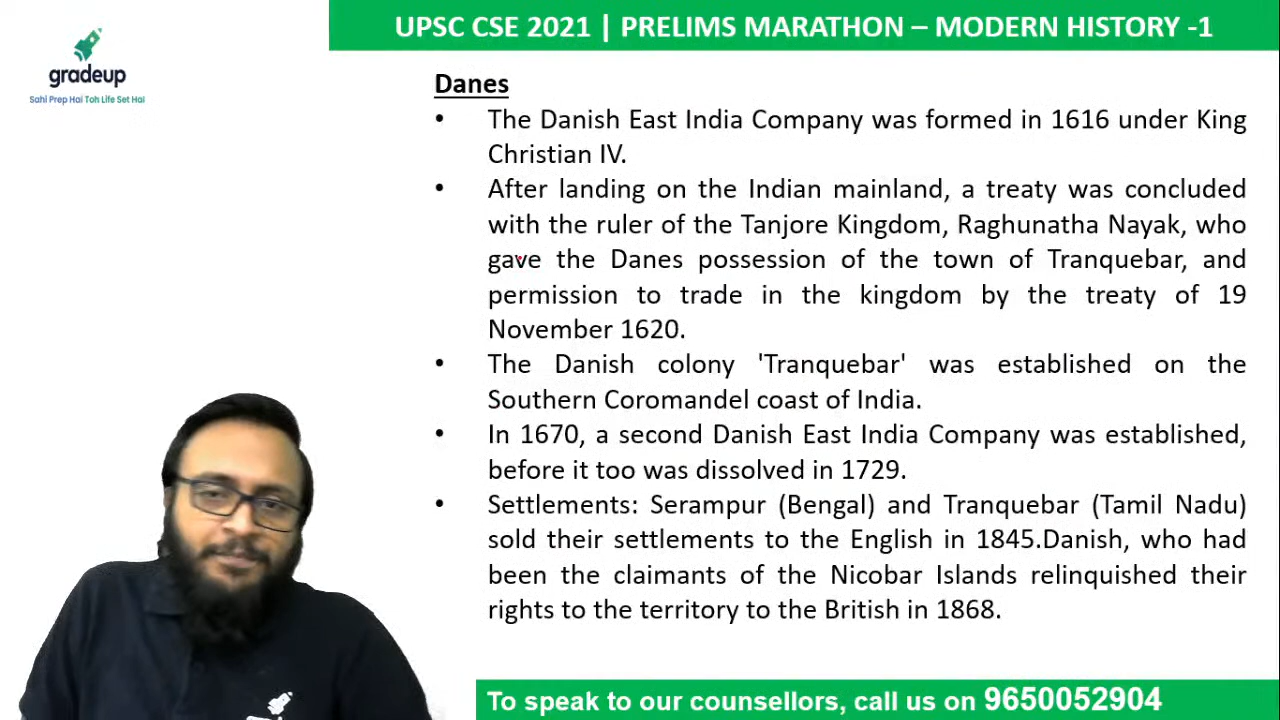 UPSC CSE 2021 | PRELIMS MARATHON – MODERN HISTORY -1
gradeup
Sahi Prep Hai Toh Life Set Hai
Danes
• The Danish East India Company was formed in 1616 under King
Christian IV.
• After landing on the Indian mainland, a treaty was concluded
with the ruler of the Tanjore Kingdom, Raghunatha Nayak, who
gave the Danes possession of the town of Tranquebar, and
permission to trade in the kingdom by the treaty of 19
November 1620.
• The Danish colony 'Tranquebar' was established on the
Southern Coromandel coast of India.
• In 1670, a second Danish East India Company was established,
before it too was dissolved in 1729.
• Settlements: Serampur (Bengal) and Tranquebar (Tamil Nadu)
sold their settlements to the English in 1845.Danish, who had
been the claimants of the Nicobar Islands relinquished their
rights to the territory to the British in 1868.
To speak to our counsellors, call us on 9650052904